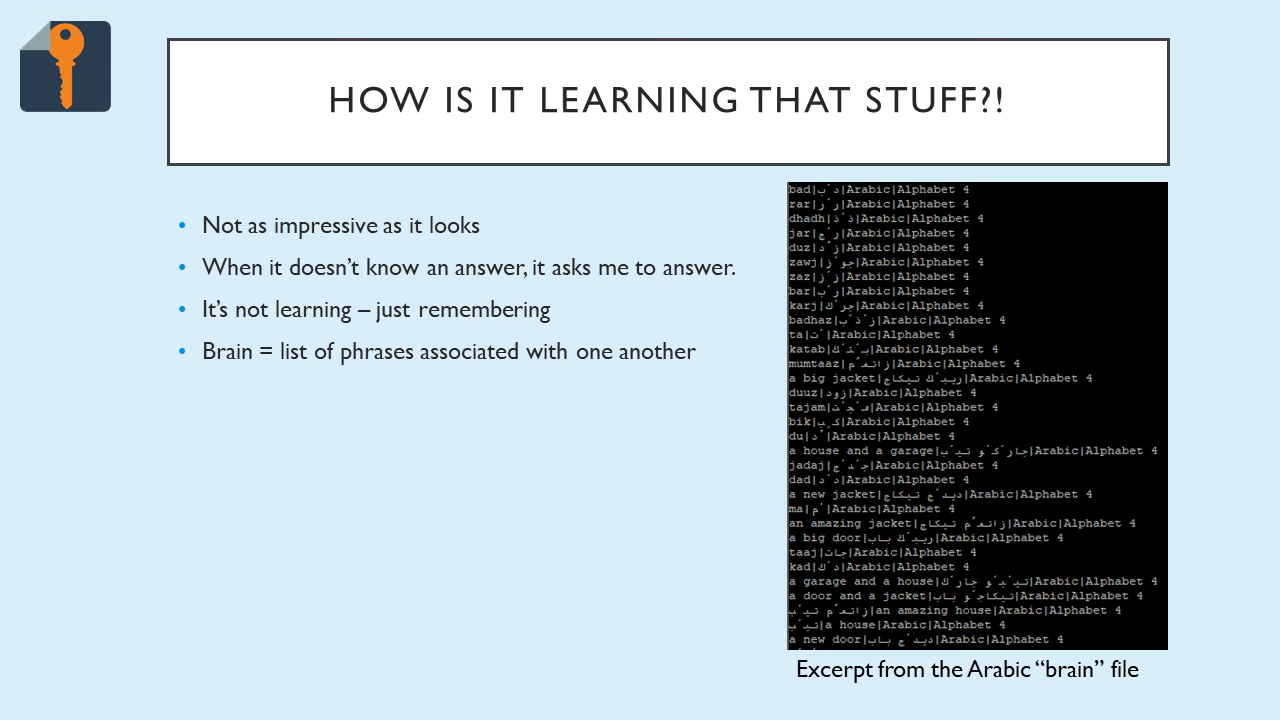 HOW IS IT LEARNING THAT STUFF?!
• Not as impressive as it looks
• When it doesn't know an answer, it asks me to answer.
• It's not learning – just remembering
• Brain = list of phrases associated with one another
bad| |Arabic|Alphabet 4
rar| |Arabic|Alphabet 4
dhadh| |Arabic|Alphabet 4
jar| |Arabic|Alphabet 4
duz| |Arabic|Alphabet 4
zawj| |Arabic|Alphabet 4
zaz| |Arabic|Alphabet 4
bar| |Arabic|Alphabet 4
karj| |Arabic|Alphabet 4
badhaz| |Arabic|Alphabet 4
ta| |Arabic|Alphabet 4
katab| |Arabic|Alphabet 4
mumtaaz| |Arabic|Alphabet 4
a big jacket| |Arabic|Alphabet 4
duuz| |Arabic|Alphabet 4
tajam| |Arabic|Alphabet 4
bik| |Arabic|Alphabet 4
du| |Arabic|Alphabet 4
a house and a garage| |Arabic|Alphabet 4
jadaj| |Arabic|Alphabet 4
dad| |Arabic|Alphabet 4
a new jacket| |Arabic|Alphabet 4
ma| |Arabic|Alphabet 4
an amazing jacket| |Arabic|Alphabet 4
a big door| |Arabic|Alphabet 4
taaj| |Arabic|Alphabet 4
kad| |Arabic|Alphabet 4
a garage and a house| |Arabic|Alphabet 4
a door and a jacket| |Arabic|Alphabet 4
|an amazing house|Arabic|Alphabet 4
|a house|Arabic|Alphabet 4
a new door| |Arabic|Alphabet 4
Excerpt from the Arabic “brain” file